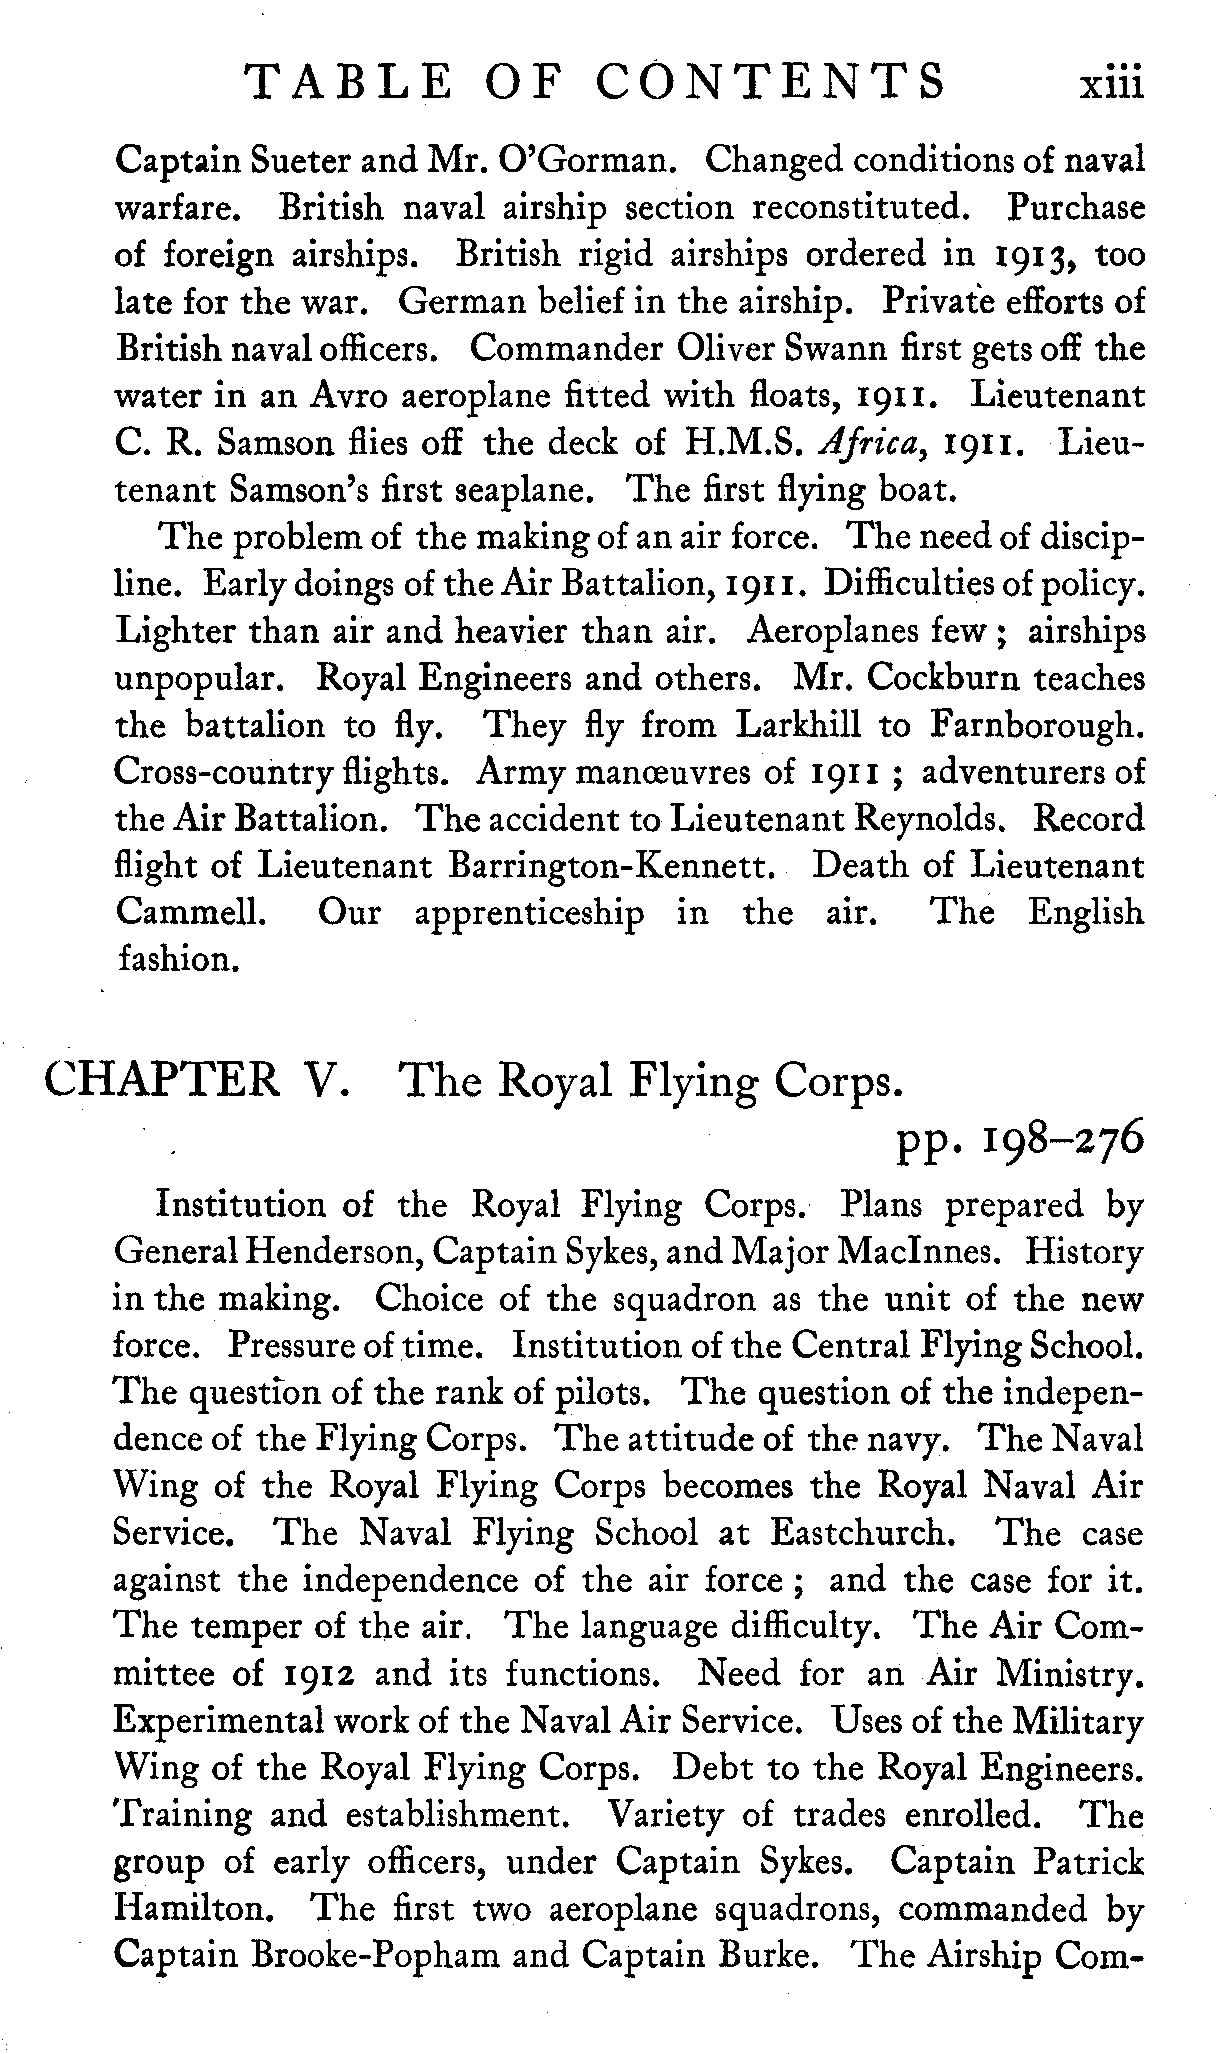 TABLE OF CONTENTS xiii
Captain Sueter and Mr. O'Gorman. Changed conditions of naval
warfare. British naval airship section reconstituted. Purchase
of foreign airships. British rigid airships ordered in 1913, too
late for the war. German belief in the airship. Private efforts of
British naval officers. Commander Oliver Swann first gets off the
water in an Avro aeroplane fitted with floats, 1911. Lieutenant
C. R. Samson flies off the deck of H.M.S. Africa, 1911. Lieu-
tenant Samson's first seaplane. The first flying boat.
The problem of the making of an air force. The need of discip-
line. Early doings of the Air Battalion, 1911. Difficulties of policy.
Lighter than air and heavier than air. Aeroplanes few ; airships
unpopular. Royal Engineers and others. Mr. Cockburn teaches
the battalion to fly. They fly from Larkhill to Farnborough.
Cross-country flights. Army manœuvres of 1911 ; adventurers of
the Air Battalion. The accident to Lieutenant Reynolds. Record
flight of Lieutenant Barrington-Kennett. Death of Lieutenant
Cammell. Our apprenticeship in the air. The English
fashion.
CHAPTER V. The Royal Flying Corps.
pp. 198–276
Institution of the Royal Flying Corps. Plans prepared by
General Henderson, Captain Sykes, and Major MacInnes. History
in the making. Choice of the squadron as the unit of the new
force. Pressure of time. Institution of the Central Flying School.
The question of the rank of pilots. The question of the indepen-
dence of the Flying Corps. The attitude of the navy. The Naval
Wing of the Royal Flying Corps becomes the Royal Naval Air
Service. The Naval Flying School at Eastchurch. The case
against the independence of the air force ; and the case for it.
The temper of the air. The language difficulty. The Air Com-
mittee of 1912 and its functions. Need for an Air Ministry.
Experimental work of the Naval Air Service. Uses of the Military
Wing of the Royal Flying Corps. Debt to the Royal Engineers.
Training and establishment. Variety of trades enrolled. The
group of early officers, under Captain Sykes. Captain Patrick
Hamilton. The first two aeroplane squadrons, commanded by
Captain Brooke-Popham and Captain Burke. The Airship Com-